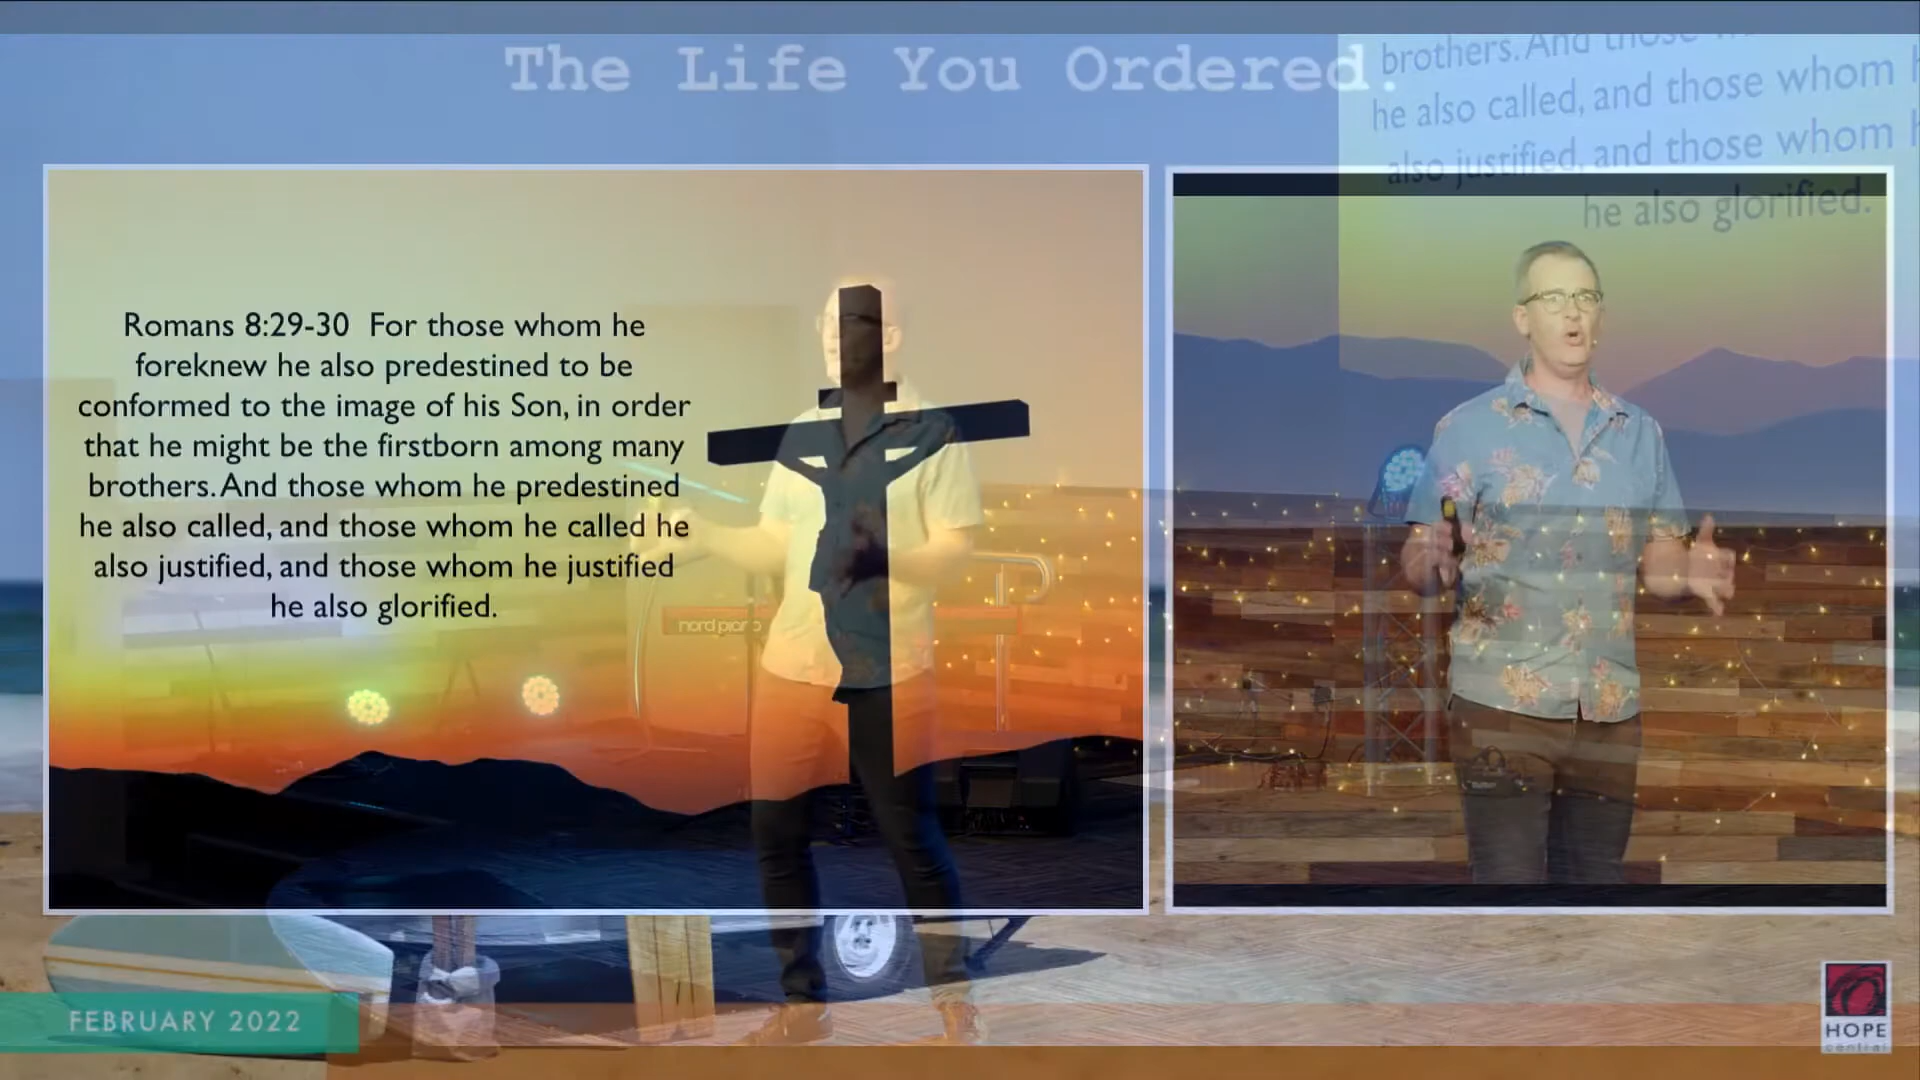 The Life You Ordered.
brothers. And those
he also called, and those whom h
also justified, and those whom h
he also glorified.
Romans 8:29-30 For those whom he
foreknew he also predestined to be
conformed to the image of his Son, in order
that he might be the firstborn among many
brothers. And those whom he predestined
he also called, and those whom he called he
also justified, and those whom he justified
he also glorified.
nord piano
FEBRUARY 2022
HOPE
central